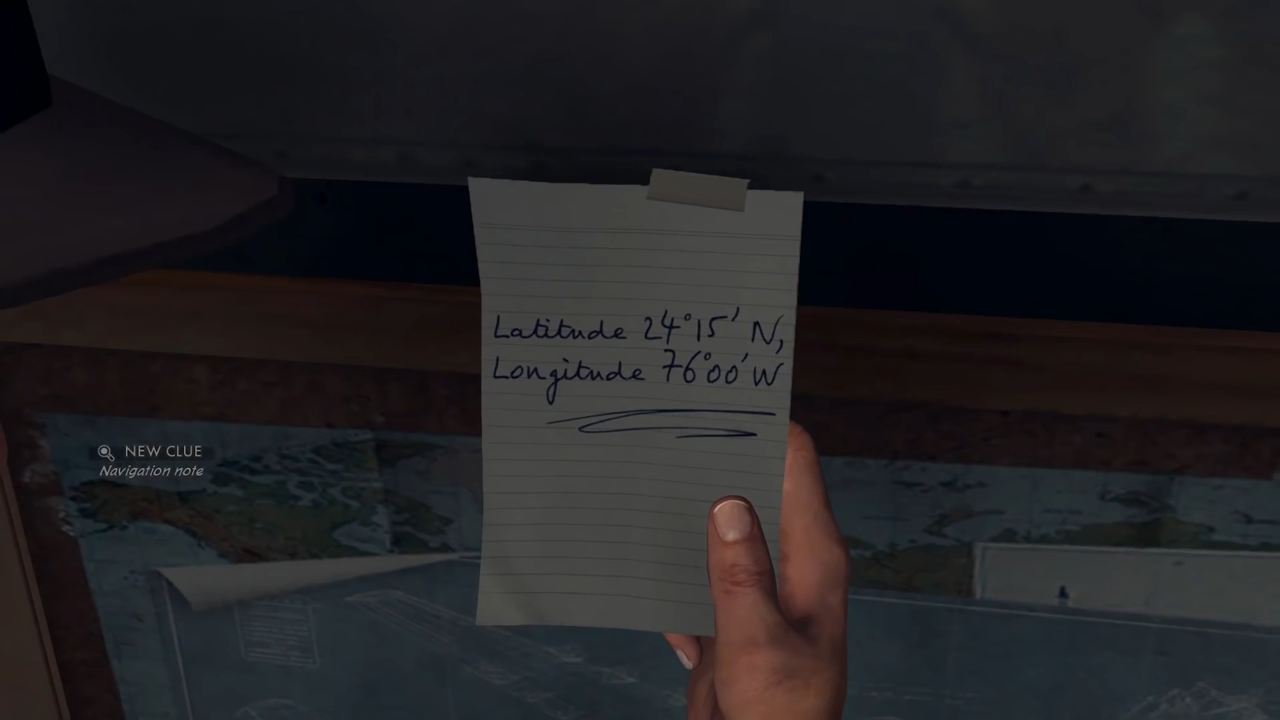 Latitude 24°15' N,
Longitude 76°00' W
NEW CLUE
Navigation note